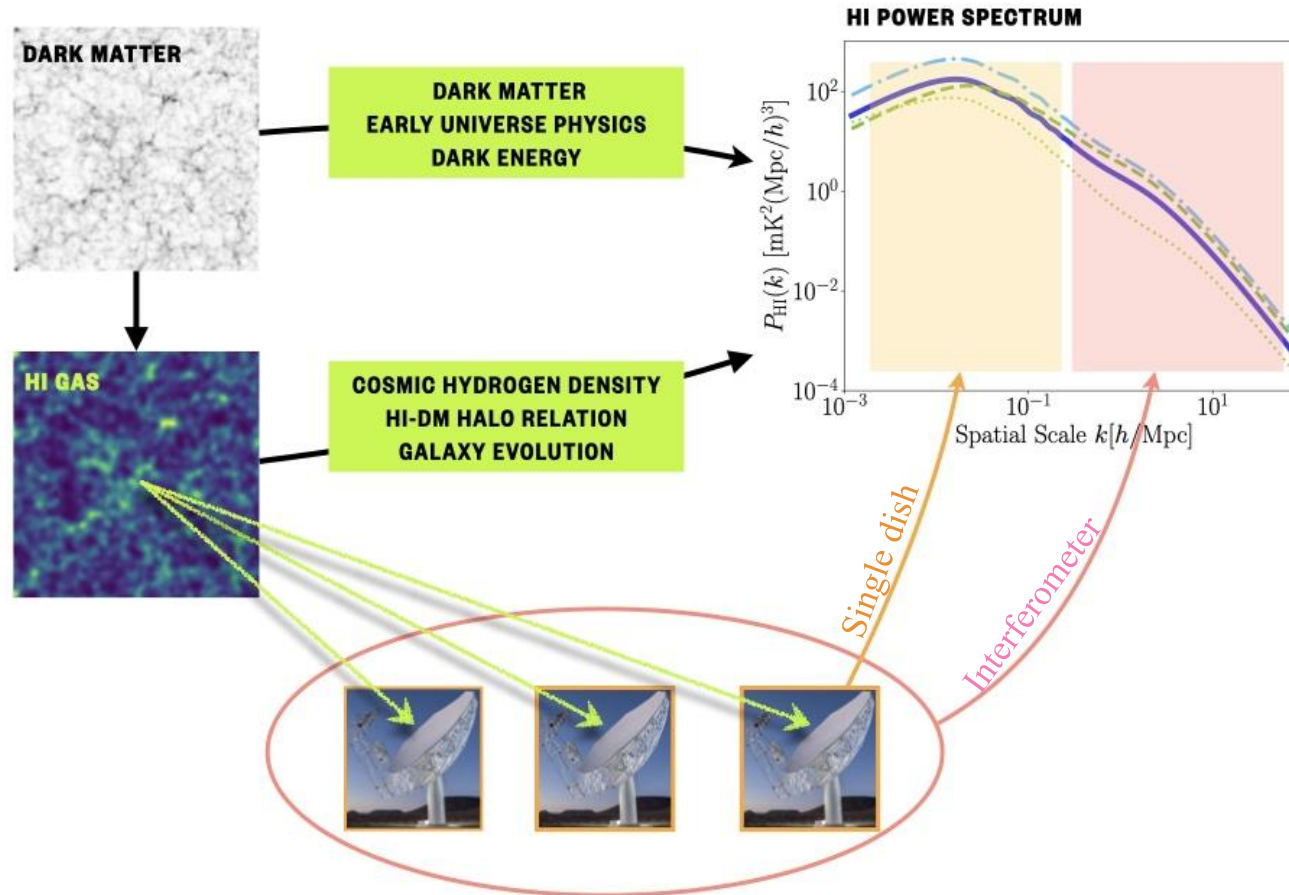 DARK MATTER
DARK MATTER
EARLY UNIVERSE PHYSICS
DARK ENERGY
HI POWER SPECTRUM
P_HI(k) [mK²(Mpc/h)³]
10²
10⁰
10⁻²
10⁻⁴
10⁻³
10⁻¹
10¹
Spatial Scale k[h/Mpc]
HI GAS
COSMIC HYDROGEN DENSITY
HI-DM HALO RELATION
GALAXY EVOLUTION
Single dish
Interferometer